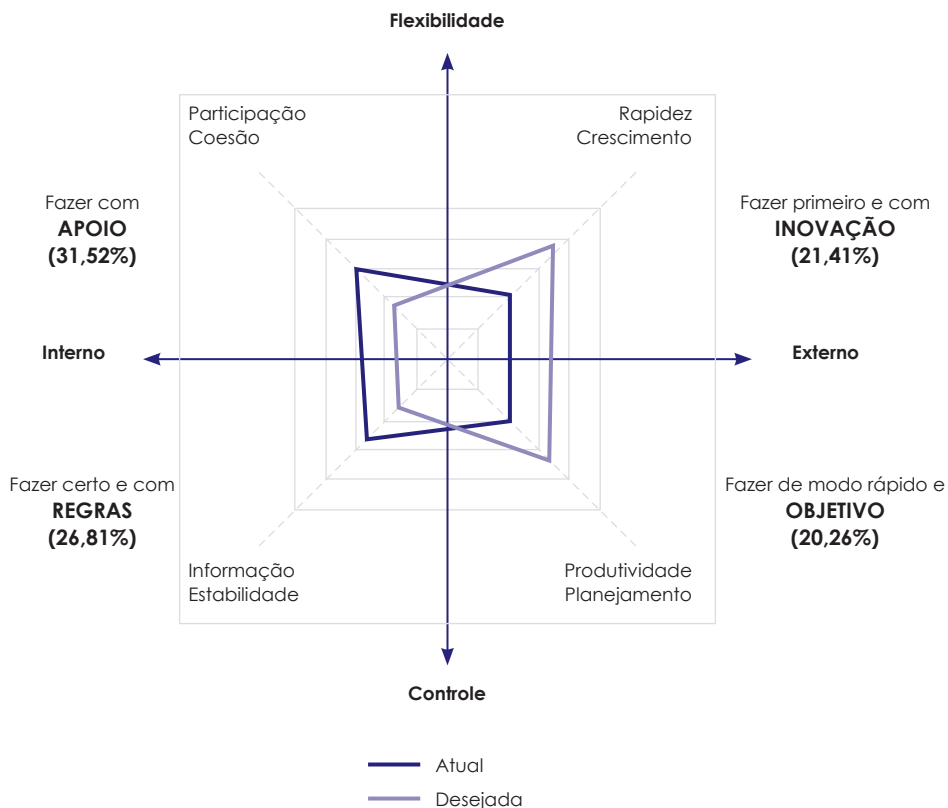 Flexibilidade
Participação
Coesão
Rapidez
Crescimento
Fazer com
APOIO
(31,52%)
Fazer primeiro e com
INOVAÇÃO
(21,41%)
Interno
Externo
Fazer certo e com
REGRAS
(26,81%)
Fazer de modo rápido e
OBJETIVO
(20,26%)
Informação
Estabilidade
Produtividade
Planejamento
Controle
Atual
Desejada